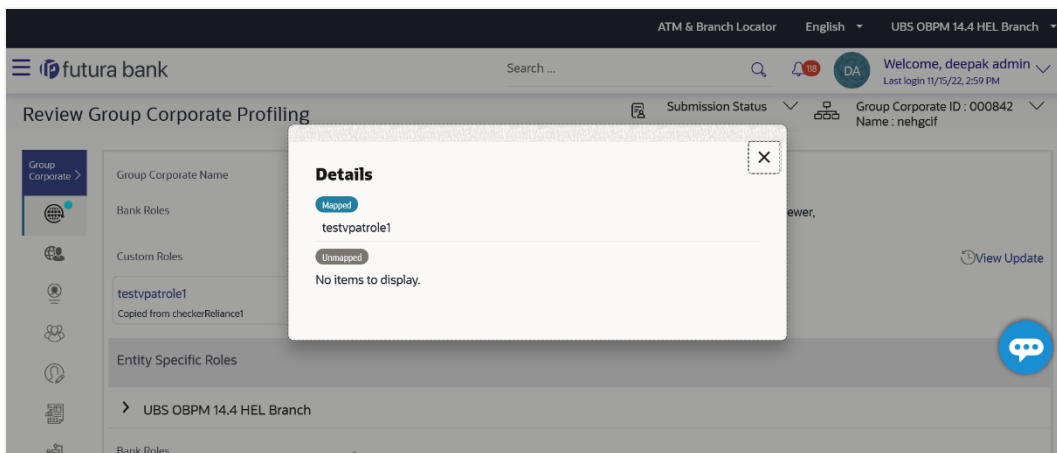 ATM & Branch Locator English UBS OBPM 14.4 HEL Branch
futura bank Search ... 118 DA Welcome, deepak admin
Last login 11/15/22, 2:59 PM
Review Group Corporate Profiling Submission Status Group Corporate ID : 000842
Name : nehgcif
Group
Corporate >
Group Corporate Name
Details
Bank Roles
Mapped
ewer,
testvpatrole1
Custom Roles
Unmapped
View Update
No items to display.
testvpatrole1
Copied from checkerReliance1
Entity Specific Roles
UBS OBPM 14.4 HEL Branch
Bank Roles